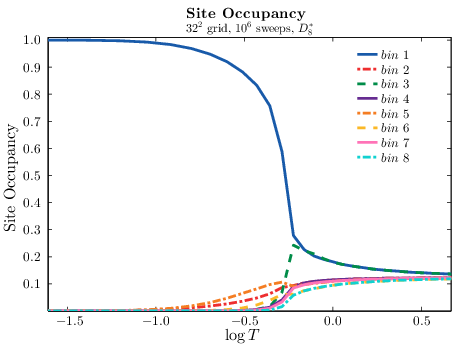 Site Occupancy
32² grid, 10⁶ sweeps, D₈*
1.0
0.9
0.8
0.7
0.6
0.5
0.4
0.3
0.2
0.1
Site Occupancy
bin 1
bin 2
bin 3
bin 4
bin 5
bin 6
bin 7
bin 8
−1.5 −1.0 −0.5 0.0 0.5
log T